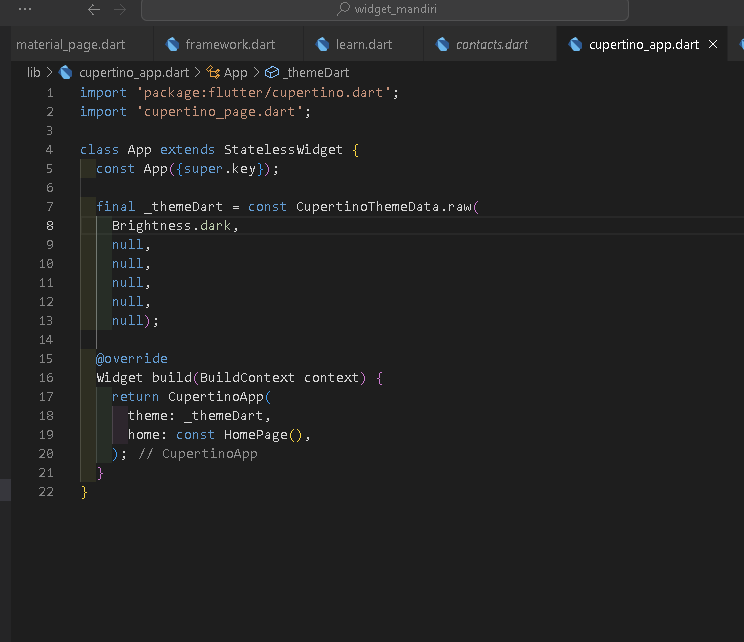 ··· widget_mandiri
material_page.dart framework.dart learn.dart contacts.dart cupertino_app.dart
lib > cupertino_app.dart > App > _themeDart
1 import 'package:flutter/cupertino.dart';
2 import 'cupertino_page.dart';
3
4 class App extends StatelessWidget {
5   const App({super.key});
6
7   final _themeDart = const CupertinoThemeData.raw(
8     Brightness.dark,
9     null,
10     null,
11     null,
12     null,
13     null);
14
15   @override
16   Widget build(BuildContext context) {
17     return CupertinoApp(
18       theme: _themeDart,
19       home: const HomePage(),
20     ); // CupertinoApp
21   }
22 }